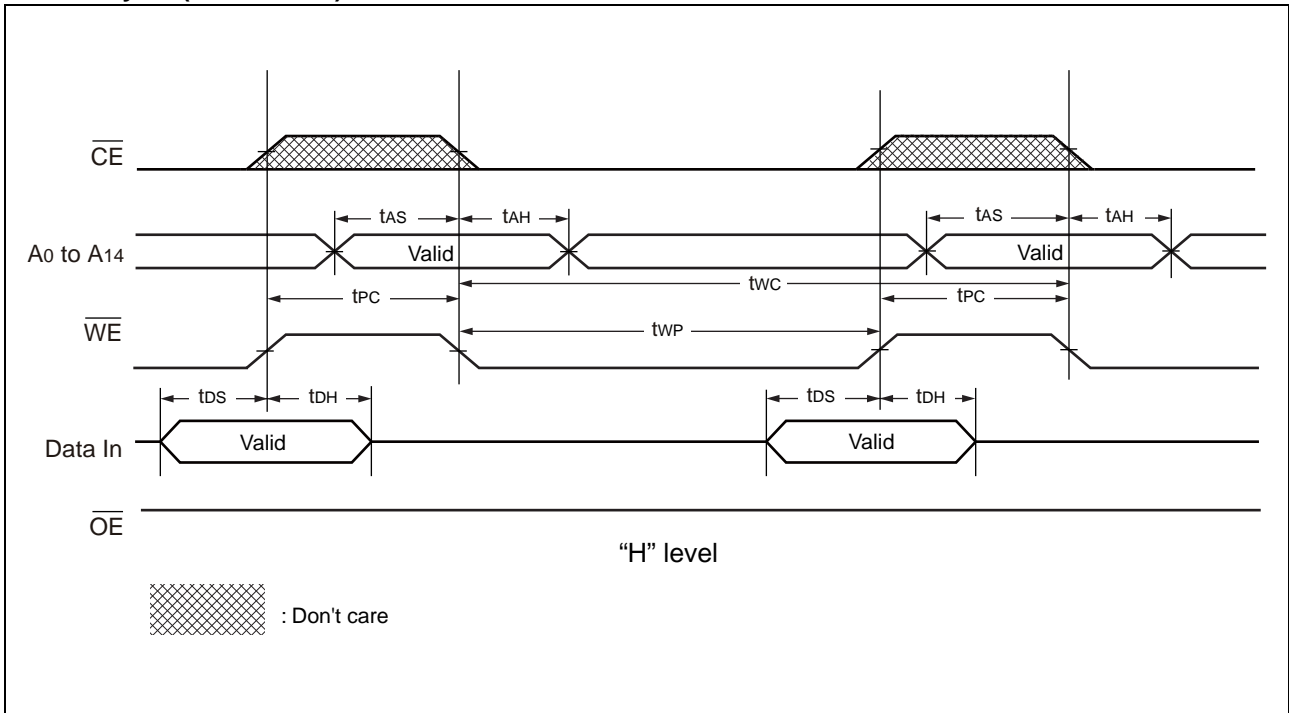 CE
tAS tAH tAS tAH
A0 to A14 Valid Valid
tWC
tPC tPC
WE
tWP
tDS tDH tDS tDH
Data In Valid Valid
OE
“H” level
: Don't care